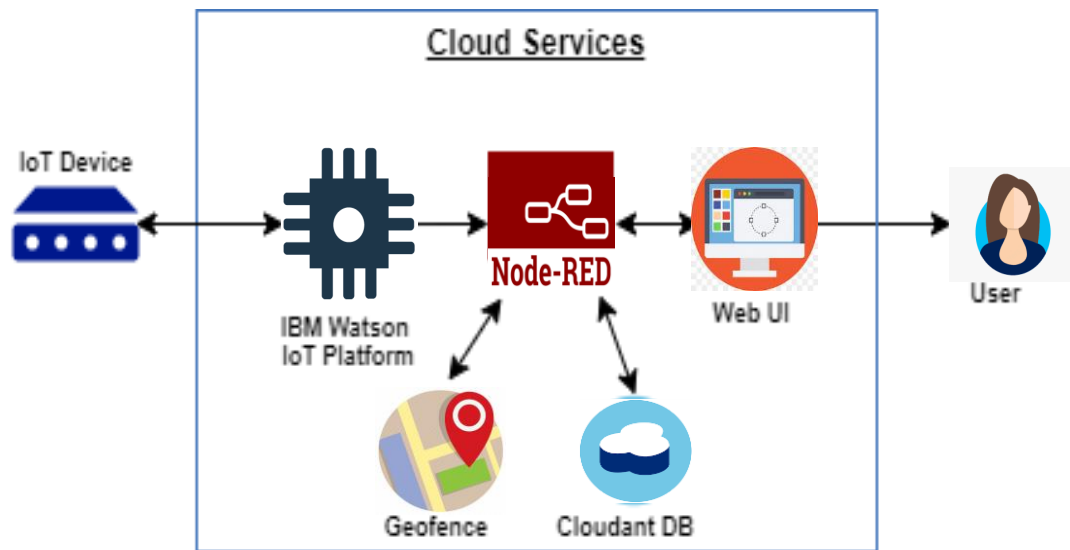 Cloud Services
IoT Device
Node-RED
Web UI
User
IBM Watson
IoT Platform
Geofence
Cloudant DB